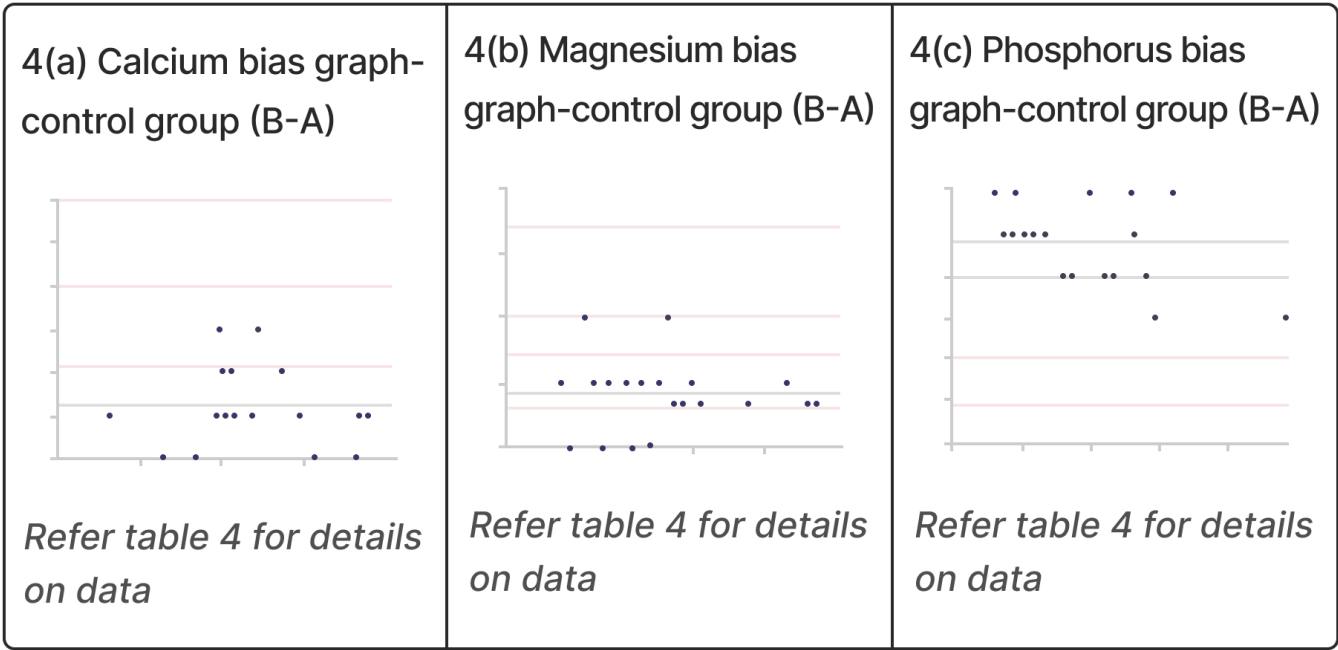 4(a) Calcium bias graph-
control group (B-A)
Refer table 4 for details
on data
4(b) Magnesium bias
graph-control group (B-A)
Refer table 4 for details
on data
4(c) Phosphorus bias
graph-control group (B-A)
Refer table 4 for details
on data